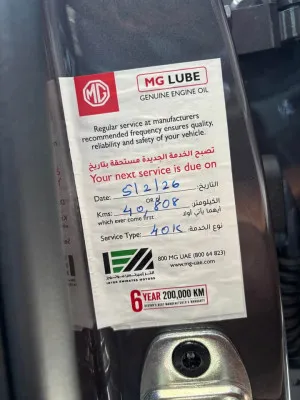 MG
MG LUBE
GENUINE ENGINE OIL
Regular service at manufacturers
recommended frequency ensures quality,
reliability and safety of your vehicle.
تصبح الخدمة الجديدة مستحقة بتاريخ
Your next service is due on
Date: 5/2/26 التاريخ:
OR
Kms: 40,808 الكيلومتر:
which ever come first أيهما يأتي أولا
Service Type: 40K نوع الخدمة:
INTER EMIRATES MOTORS
800 MG UAE (800 64 823)
www.mg-uae.com
6 YEAR 200,000 KM